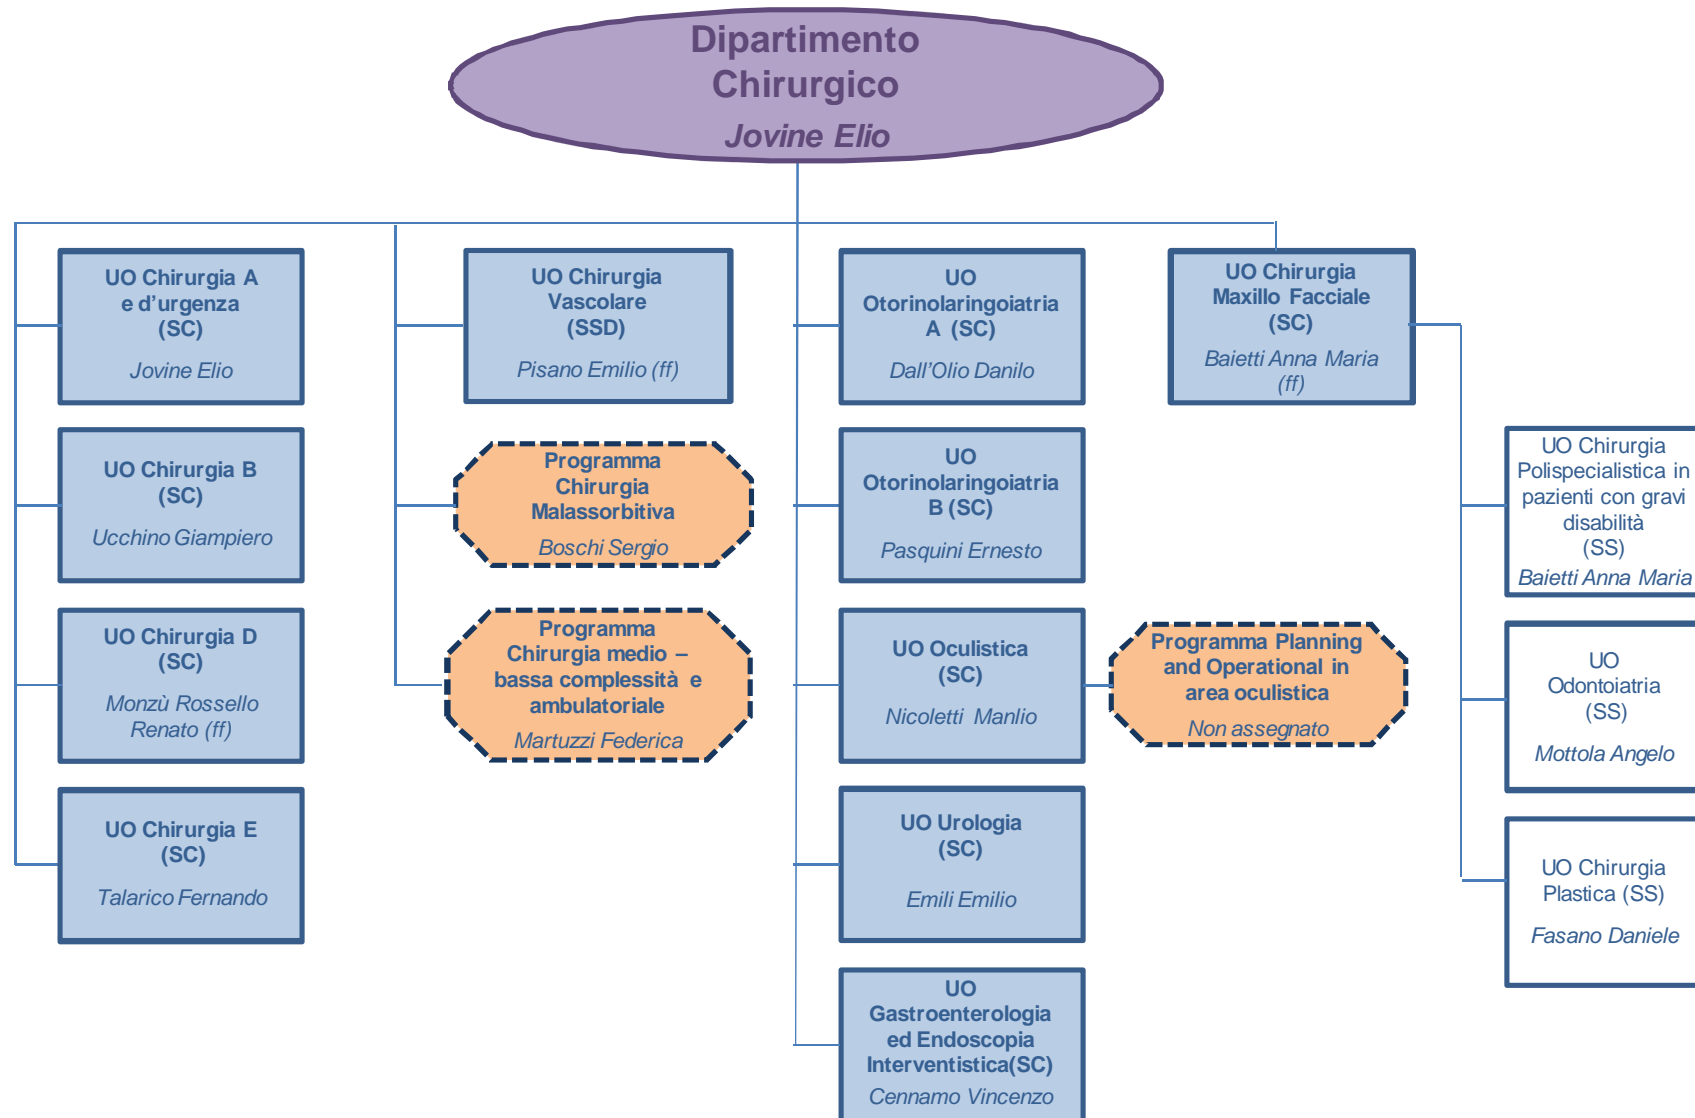 Dipartimento
Chirurgico
Jovine Elio
UO Chirurgia A
e d’urgenza
(SC)
Jovine Elio
UO Chirurgia B
(SC)
Ucchino Giampiero
UO Chirurgia D
(SC)
Monzù Rossello
Renato (ff)
UO Chirurgia E
(SC)
Talarico Fernando
UO Chirurgia
Vascolare
(SSD)
Pisano Emilio (ff)
Programma
Chirurgia
Malassorbitiva
Boschi Sergio
Programma
Chirurgia medio –
bassa complessità e
ambulatoriale
Martuzzi Federica
UO
Otorinolaringoiatria
A (SC)
Dall’Olio Danilo
UO
Otorinolaringoiatria
B (SC)
Pasquini Ernesto
UO Oculistica
(SC)
Nicoletti Manlio
Programma Planning
and Operational in
area oculistica
Non assegnato
UO Urologia
(SC)
Emili Emilio
UO
Gastroenterologia
ed Endoscopia
Interventistica(SC)
Cennamo Vincenzo
UO Chirurgia
Maxillo Facciale
(SC)
Baietti Anna Maria
(ff)
UO Chirurgia
Polispecialistica in
pazienti con gravi
disabilità
(SS)
Baietti Anna Maria
UO
Odontoiatria
(SS)
Mottola Angelo
UO Chirurgia
Plastica (SS)
Fasano Daniele